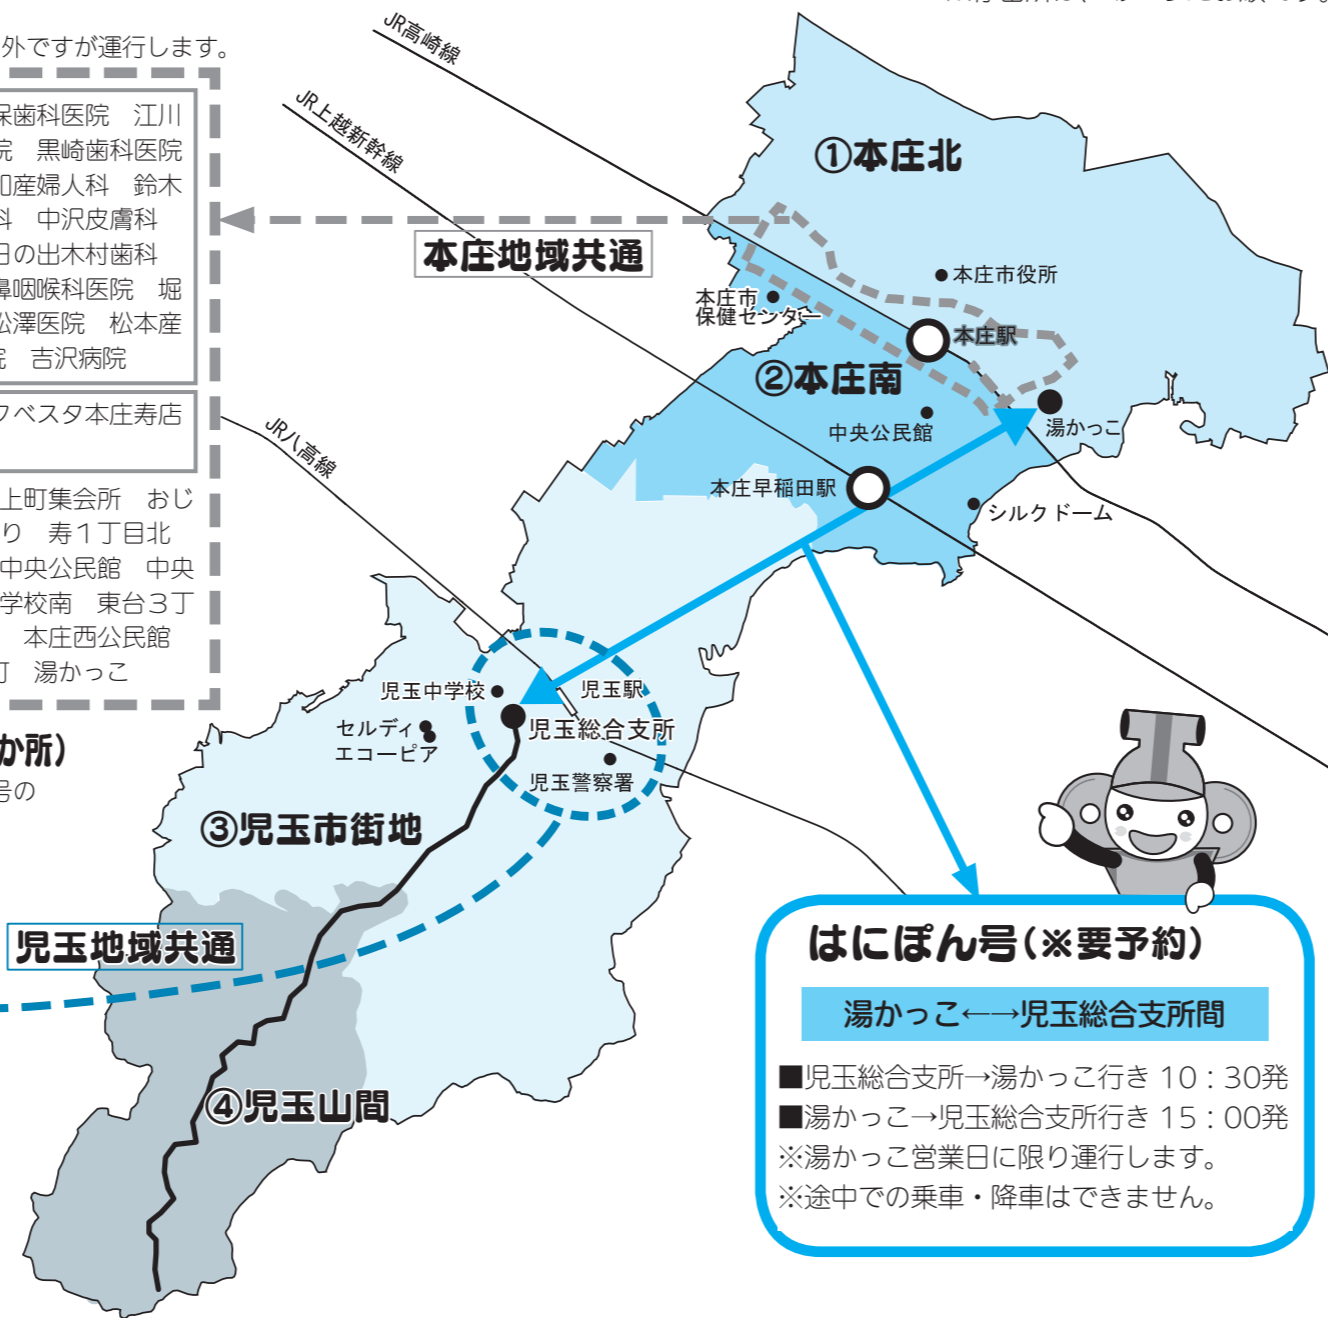 外ですが運行します。
保歯科医院　江川
院　黒崎歯科医院
和産婦人科　鈴木
科　中沢皮膚科
日の出木村歯科
鼻咽喉科医院　堀
松澤医院　松本産
院　吉沢病院
クベスタ本庄寿店
上町集会所　おじ
り　寿１丁目北
中央公民館　中央
学校南　東台３丁
本庄西公民館
町　湯かっこ
か所）
号の
JR高崎線
JR上越新幹線
JR八高線
①本庄北
本庄地域共通
本庄市役所
本庄市
保健センター
本庄駅
②本庄南
中央公民館
湯かっこ
本庄早稲田駅
シルクドーム
児玉中学校
児玉駅
セルディ
エコーピア
児玉総合支所
児玉警察署
③児玉市街地
児玉地域共通
④児玉山間
はにぽん号（※要予約）
湯かっこ←→児玉総合支所間
■児玉総合支所→湯かっこ行き 10：30発
■湯かっこ→児玉総合支所行き 15：00発
※湯かっこ営業日に限り運行します。
※途中での乗車・降車はできません。